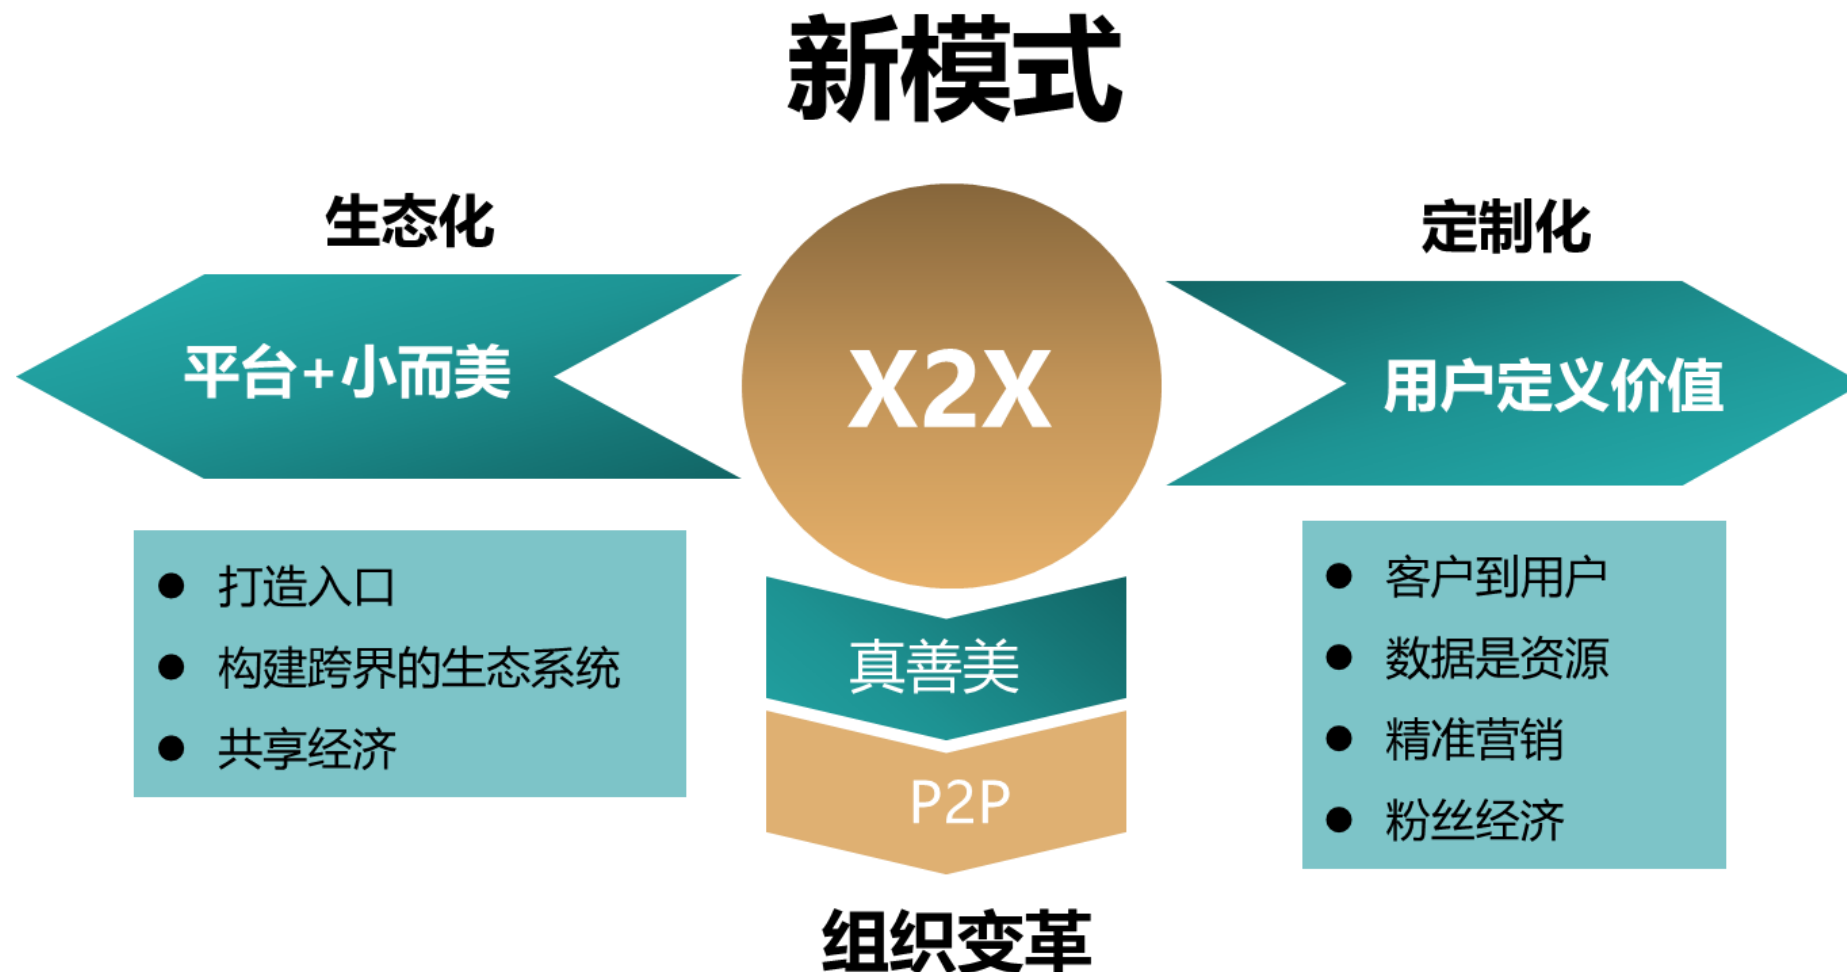 新模式
生态化
定制化
平台+小而美
X2X
用户定义价值
● 打造入口
● 构建跨界的生态系统
● 共享经济
真善美
P2P
● 客户到用户
● 数据是资源
● 精准营销
● 粉丝经济
组织变革